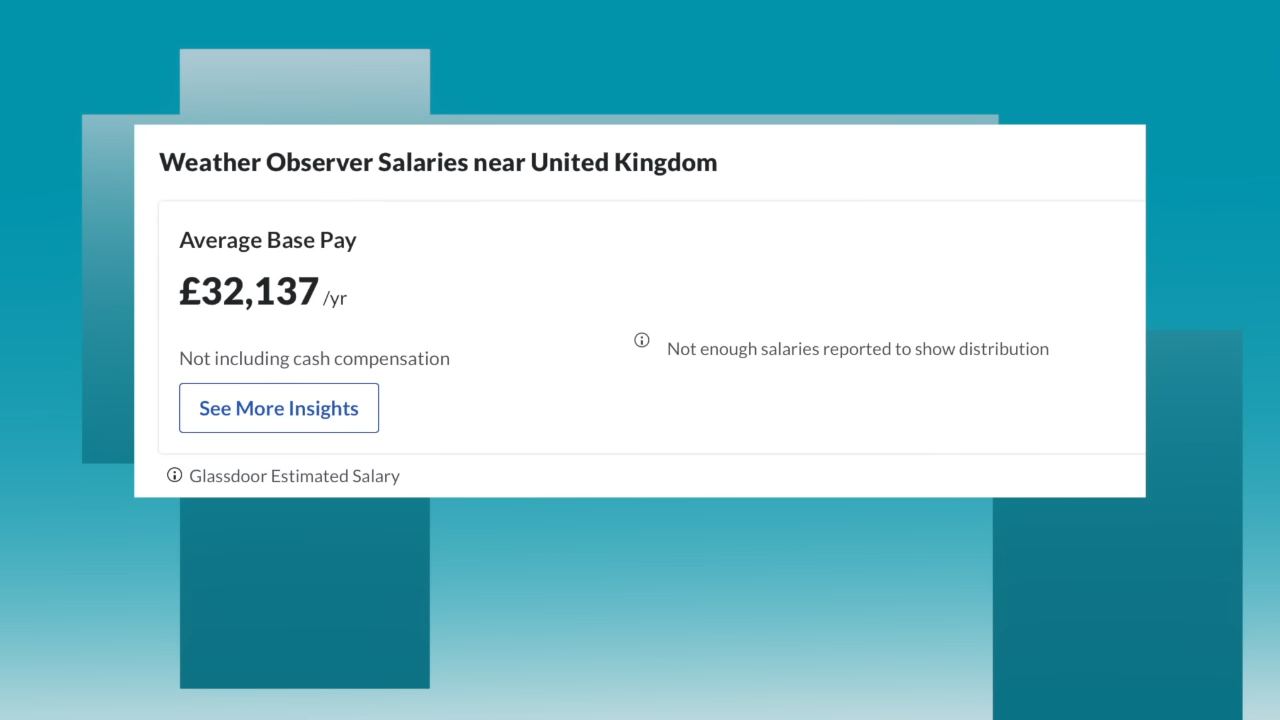 Weather Observer Salaries near United Kingdom
Average Base Pay
£32,137 /yr
Not including cash compensation
Not enough salaries reported to show distribution
See More Insights
Glassdoor Estimated Salary